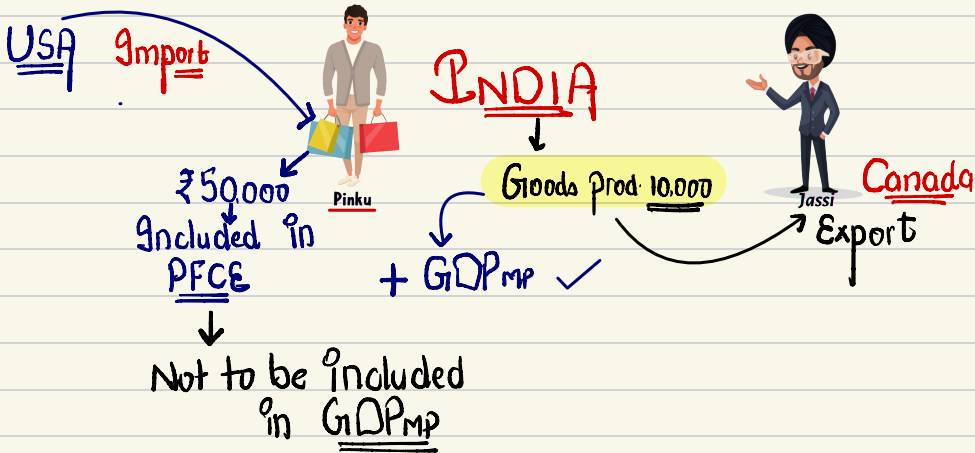 USA Import
INDIA
Goods Prod. 10,000
₹50,000
Pinku
Jassi
Canada
Export
Included in
PFCE
+ GDPMP ✓
Not to be included
in GDPMP